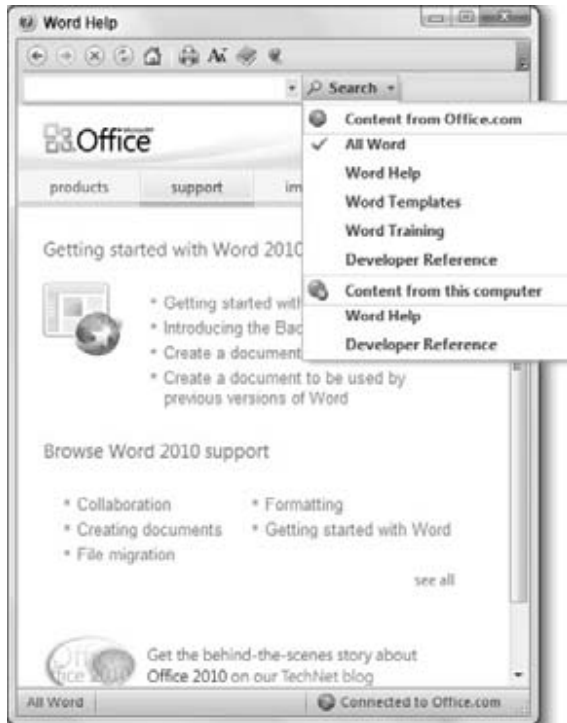 Word Help
Search
Office
products support im
Content from Office.com
All Word
Word Help
Word Templates
Word Training
Developer Reference
Content from this computer
Word Help
Developer Reference
Getting started with Word 2010
* Getting started with
* Introducing the Bac
* Create a document
* Create a document to be used by
previous versions of Word
Browse Word 2010 support
* Collaboration * Formatting
* Creating documents * Getting started with Word
* File migration
see all
Get the behind-the-scenes story about
Office 2010 on our TechNet blog
All Word Connected to Office.com